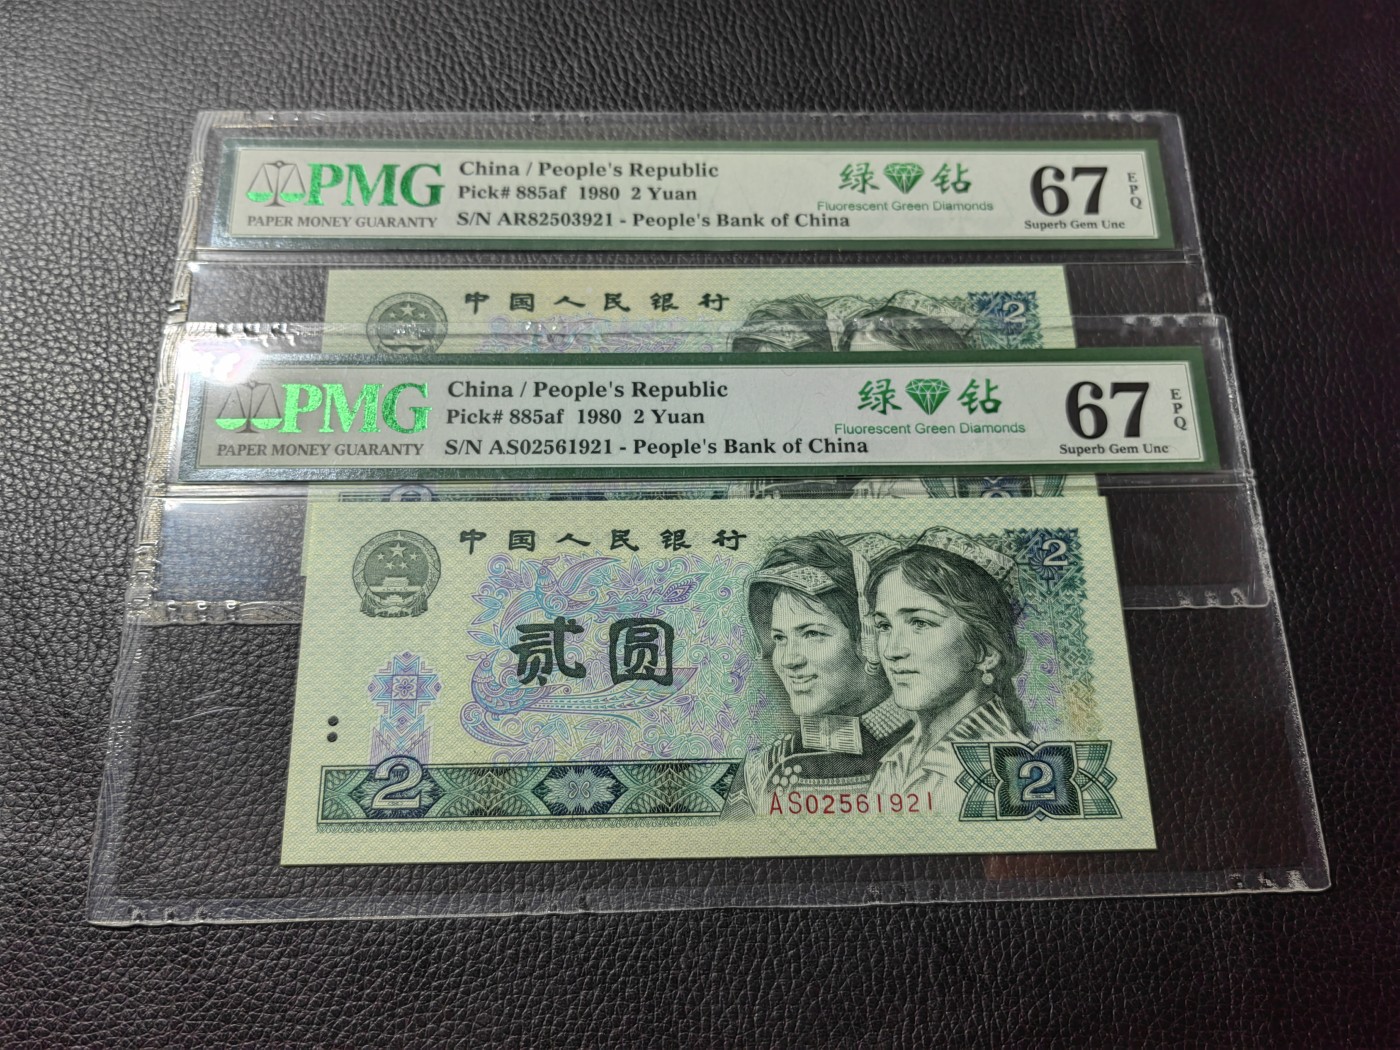 PMG
PAPER MONEY GUARANTY
China / People's Republic
Pick# 885af 1980 2 Yuan
S/N AR82503921 - People's Bank of China
绿 钻
Fluorescent Green Diamonds
67
EPQ
Superb Gem Unc
中国人民银行
2
PMG
PAPER MONEY GUARANTY
China / People's Republic
Pick# 885af 1980 2 Yuan
S/N AS02561921 - People's Bank of China
绿 钻
Fluorescent Green Diamonds
67
EPQ
Superb Gem Unc
中国人民银行
2
贰圆
2
AS02561921
2